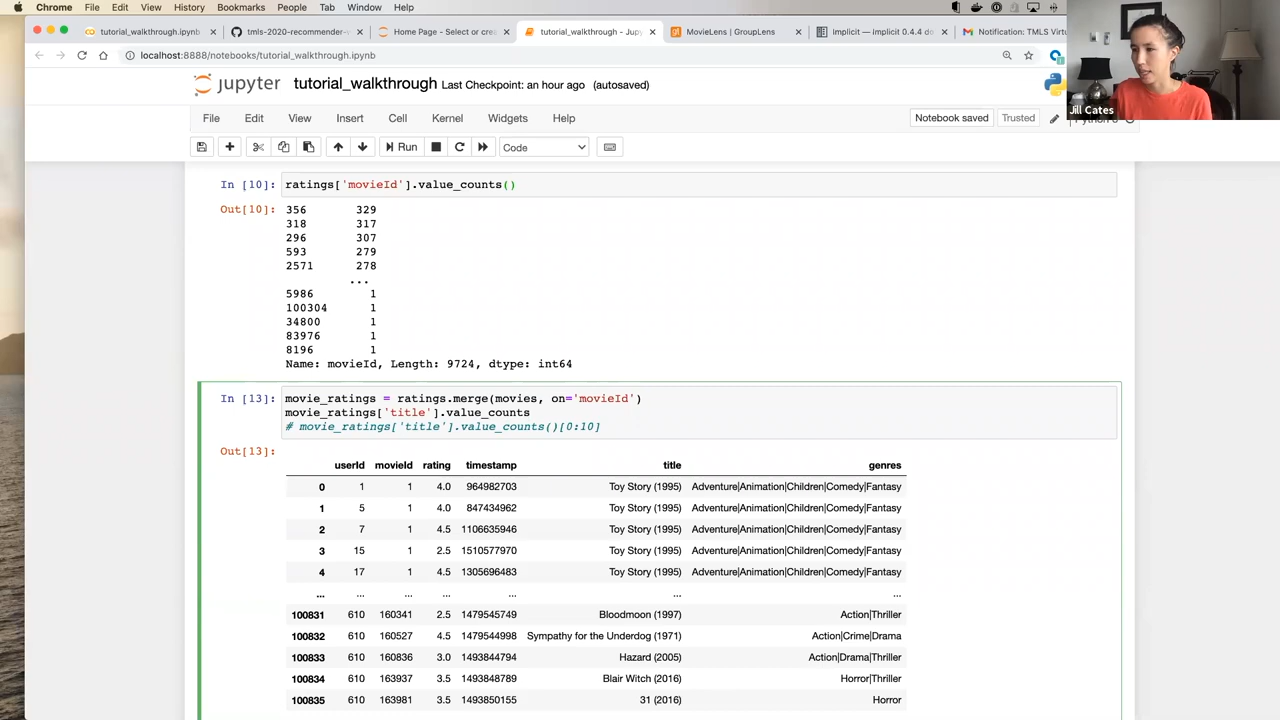 Chrome File Edit View History Bookmarks People Tab Window Help
tutorial_walkthrough.ipynb
tmls-2020-recommender
Home Page - Select or cre
tutorial_walkthrough - Jupy
MovieLens | GroupLens
Implicit — implicit 0.4.4 do
Notification: TMLS Virtu
localhost:8888/notebooks/tutorial_walkthrough.ipynb
jupyter tutorial_walkthrough Last Checkpoint: an hour ago (autosaved)
Jill Cates
File Edit View Insert Cell Kernel Widgets Help
Notebook saved Trusted
Run Code
In [10]: ratings['movieId'].value_counts()
Out[10]: 356 329
318 317
296 307
593 279
2571 278
...
5986 1
100304 1
34800 1
83976 1
8196 1
Name: movieId, Length: 9724, dtype: int64
In [13]: movie_ratings = ratings.merge(movies, on='movieId')
movie_ratings['title'].value_counts
# movie_ratings['title'].value_counts()[0:10]
Out[13]:
userId movieId rating timestamp title genres
0 1 1 4.0 964982703 Toy Story (1995) Adventure|Animation|Children|Comedy|Fantasy
1 5 1 4.0 847434962 Toy Story (1995) Adventure|Animation|Children|Comedy|Fantasy
2 7 1 4.5 1106635946 Toy Story (1995) Adventure|Animation|Children|Comedy|Fantasy
3 15 1 2.5 1510577970 Toy Story (1995) Adventure|Animation|Children|Comedy|Fantasy
4 17 1 4.5 1305696483 Toy Story (1995) Adventure|Animation|Children|Comedy|Fantasy
... ... ... ... ... ... ...
100831 610 160341 2.5 1479545749 Bloodmoon (1997) Action|Thriller
100832 610 160527 4.5 1479544998 Sympathy for the Underdog (1971) Action|Crime|Drama
100833 610 160836 3.0 1493844794 Hazard (2005) Action|Drama|Thriller
100834 610 163937 3.5 1493848789 Blair Witch (2016) Horror|Thriller
100835 610 163981 3.5 1493850155 31 (2016) Horror